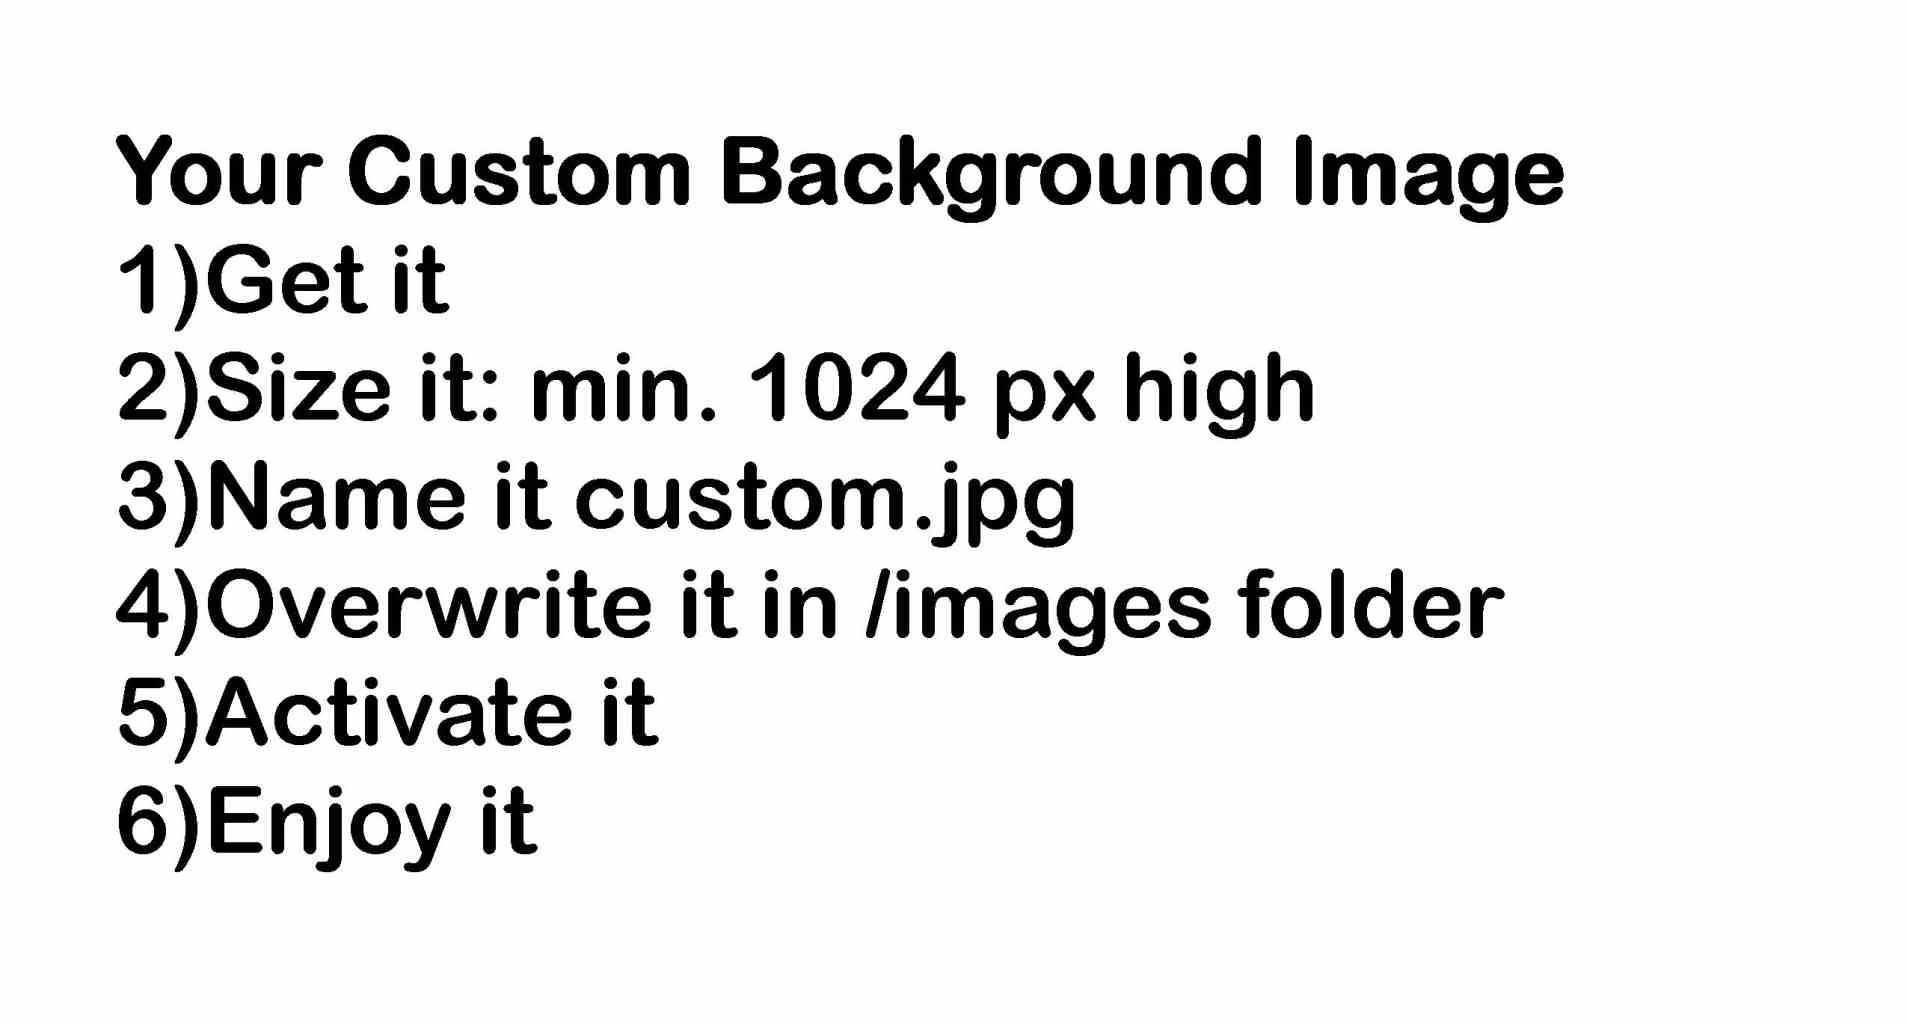 Your Custom Background Image
1)Get it
2)Size it: min. 1024 px high
3)Name it custom.jpg
4)Overwrite it in /images folder
5)Activate it
6)Enjoy it